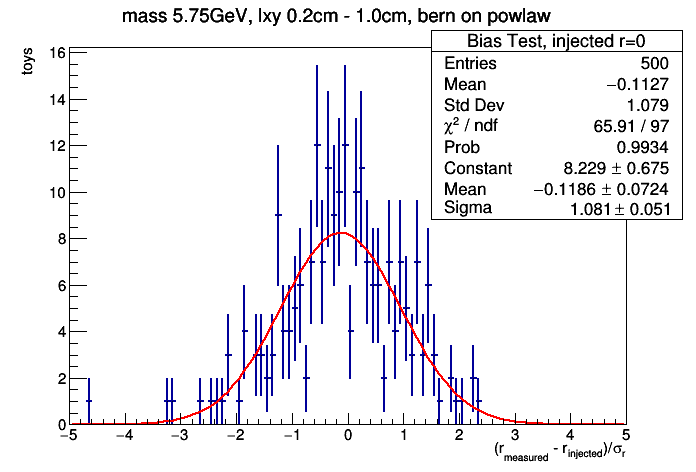 mass 5.75GeV, lxy 0.2cm - 1.0cm, bern on powlaw
toys
Bias Test, injected r=0
Entries 500
Mean −0.1127
Std Dev 1.079
χ² / ndf 65.91 / 97
Prob 0.9934
Constant 8.229 ± 0.675
Mean −0.1186 ± 0.0724
Sigma 1.081 ± 0.051
16
14
12
10
8
6
4
2
0
−5 −4 −3 −2 −1 0 1 2 3 4 5
(r_measured - r_injected)/σ_r